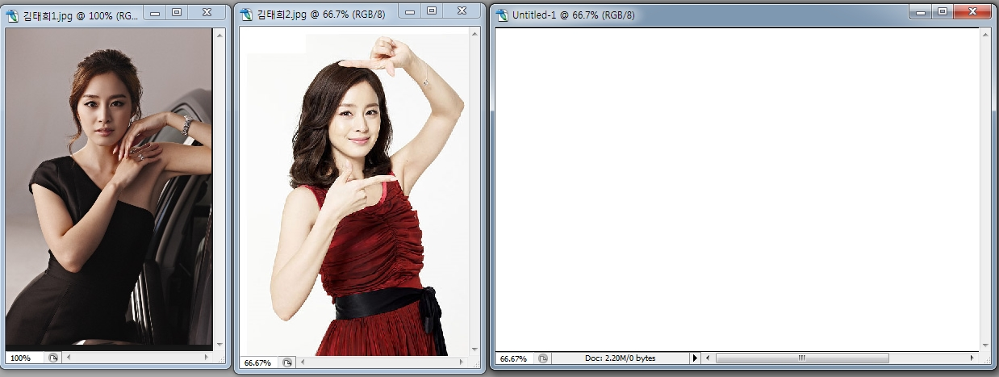 김태희1.jpg @ 100% (RG...
김태희2.jpg @ 66.7% (RGB/8)
Untitled-1 @ 66.7% (RGB/8)
100%
66.67%
66.67%
Doc: 2.20M/0 bytes